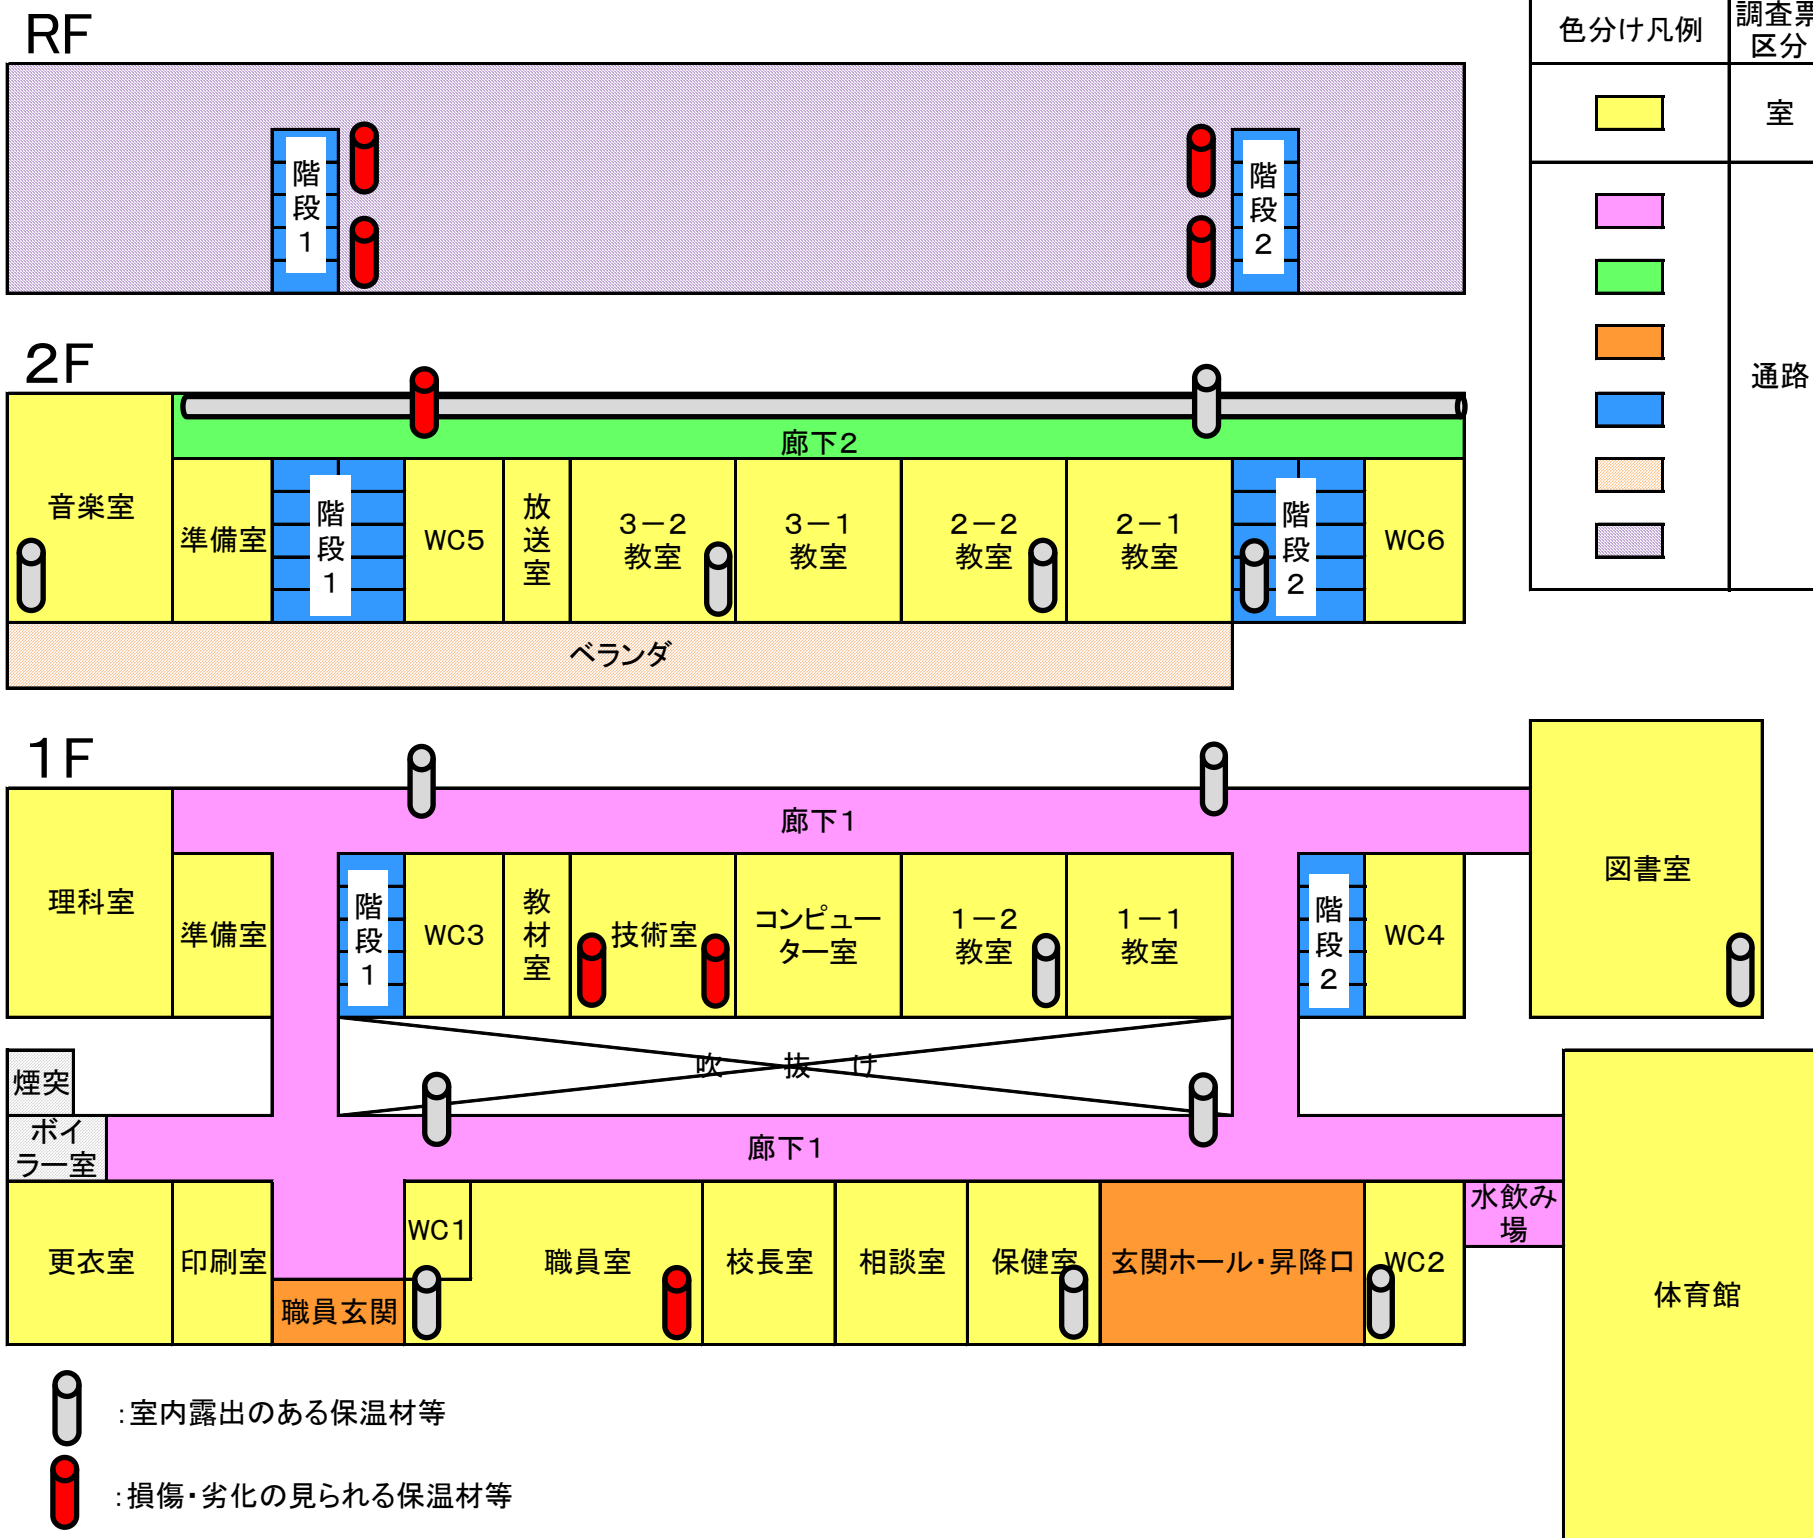 RF
色分け凡例
調査票
区分
室
通路
階
段
1
階
段
2
2F
廊下2
音楽室
準備室
階
段
1
WC5
放
送
室
3－2
教室
3－1
教室
2－2
教室
2－1
教室
階
段
2
WC6
ベランダ
1F
廊下1
理科室
準備室
階
段
1
WC3
教
材
室
技術室
コンピュー
ター室
1－2
教室
1－1
教室
階
段
2
WC4
図書室
吹 抜 け
煙突
ボイ
ラー室
廊下1
更衣室
印刷室
職員玄関
WC1
職員室
校長室
相談室
保健室
玄関ホール・昇降口
WC2
水飲み
場
体育館
：室内露出のある保温材等
：損傷・劣化の見られる保温材等